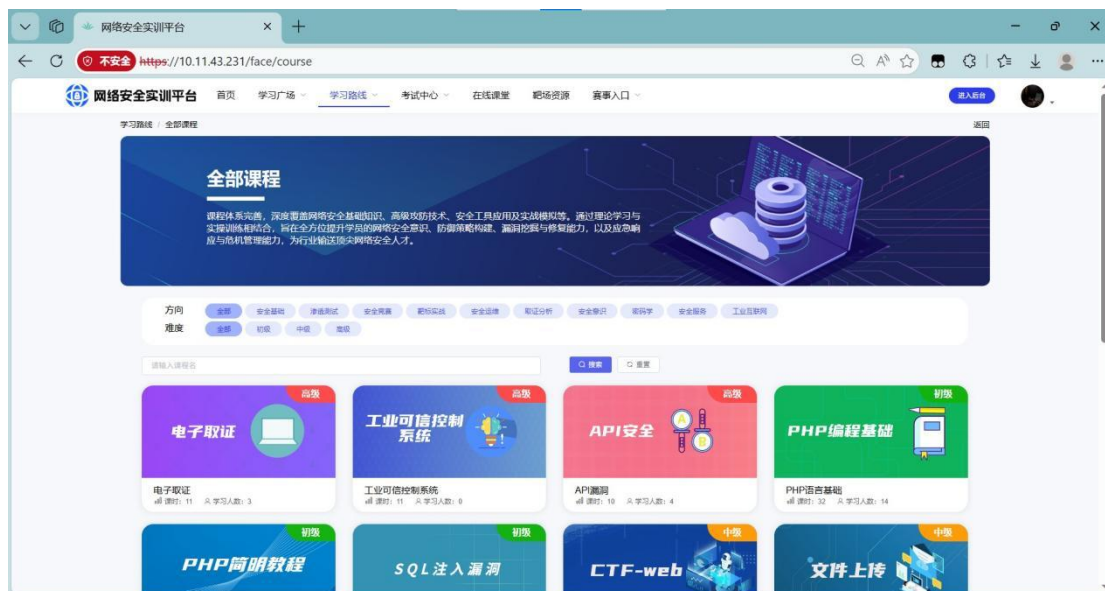 网络安全实训平台
不安全 https://10.11.43.231/face/course
网络安全实训平台 首页 学习广场 学习路线 考试中心 在线课堂 靶场资源 赛事入口 进入后台
学习路线 / 全部课程 返回
全部课程
课程体系完善，深度覆盖网络安全基础知识、高级攻防技术、安全工具应用及实战模拟等。通过理论学习与
实操训练相结合，旨在全方位提升学员的网络安全意识、防御策略构建、漏洞挖掘与修复能力，以及应急响
应与危机管理能力，为行业输送顶尖网络安全人才。
方向 全部 安全基础 渗透测试 安全竞赛 靶标实战 安全运维 取证分析 安全意识 密码学 安全服务 工业互联网
难度 全部 初级 中级 高级
请输入课程名 搜索 重置
高级 高级 高级 初级
电子取证 工业可信控制 API安全 PHP编程基础
系统
A
B
电子取证 工业可信控制系统 API漏洞 PHP语言基础
课时：11 学习人数：3 课时：11 学习人数：0 课时：10 学习人数：4 课时：32 学习人数：14
初级 初级 中级 中级
PHP简明教程 SQL注入漏洞 CTF-web 文件上传